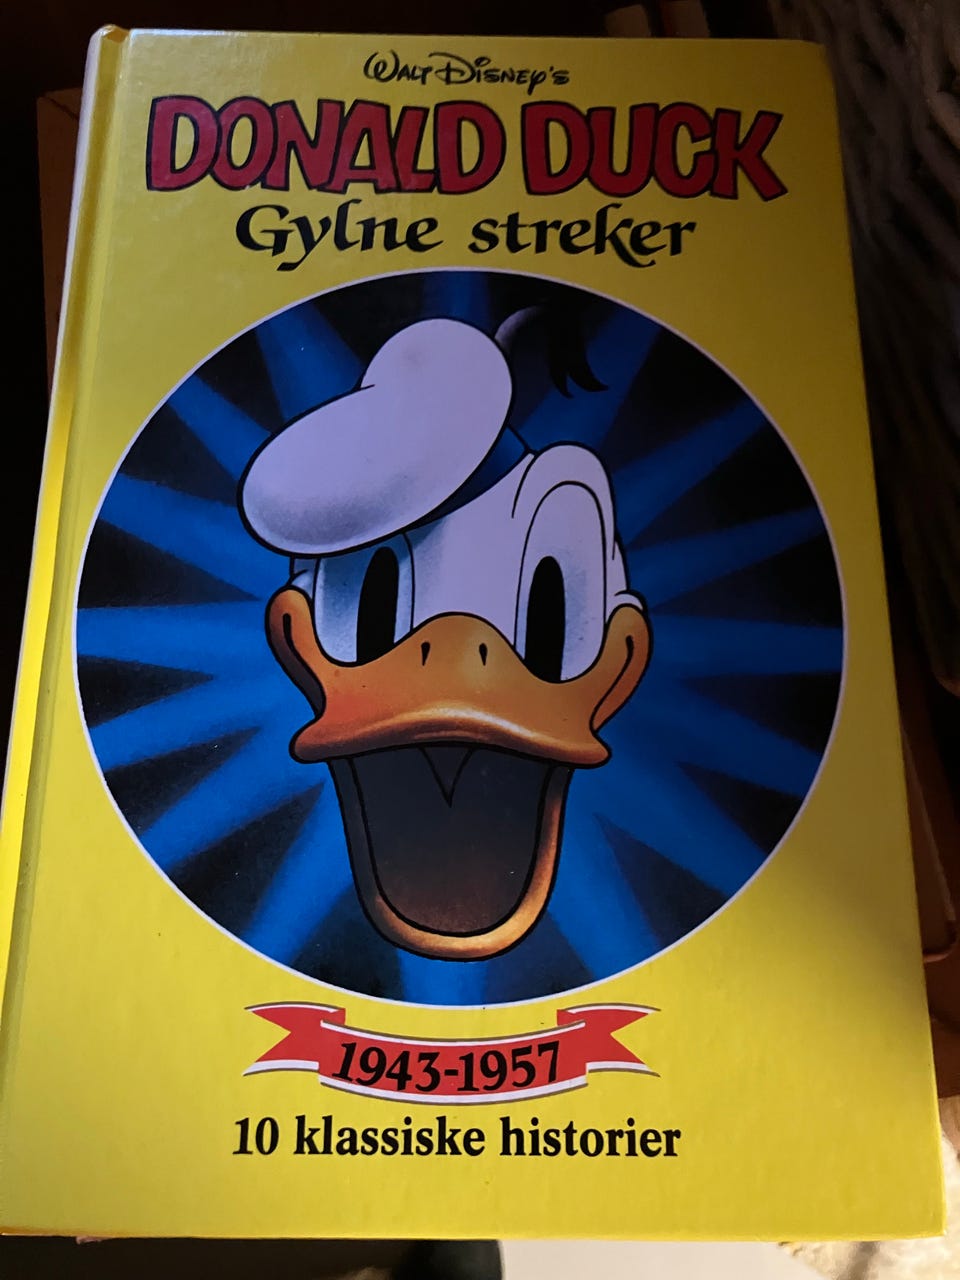 Walt Disney's
DONALD DUCK
Gylne streker
1943-1957
10 klassiske historier